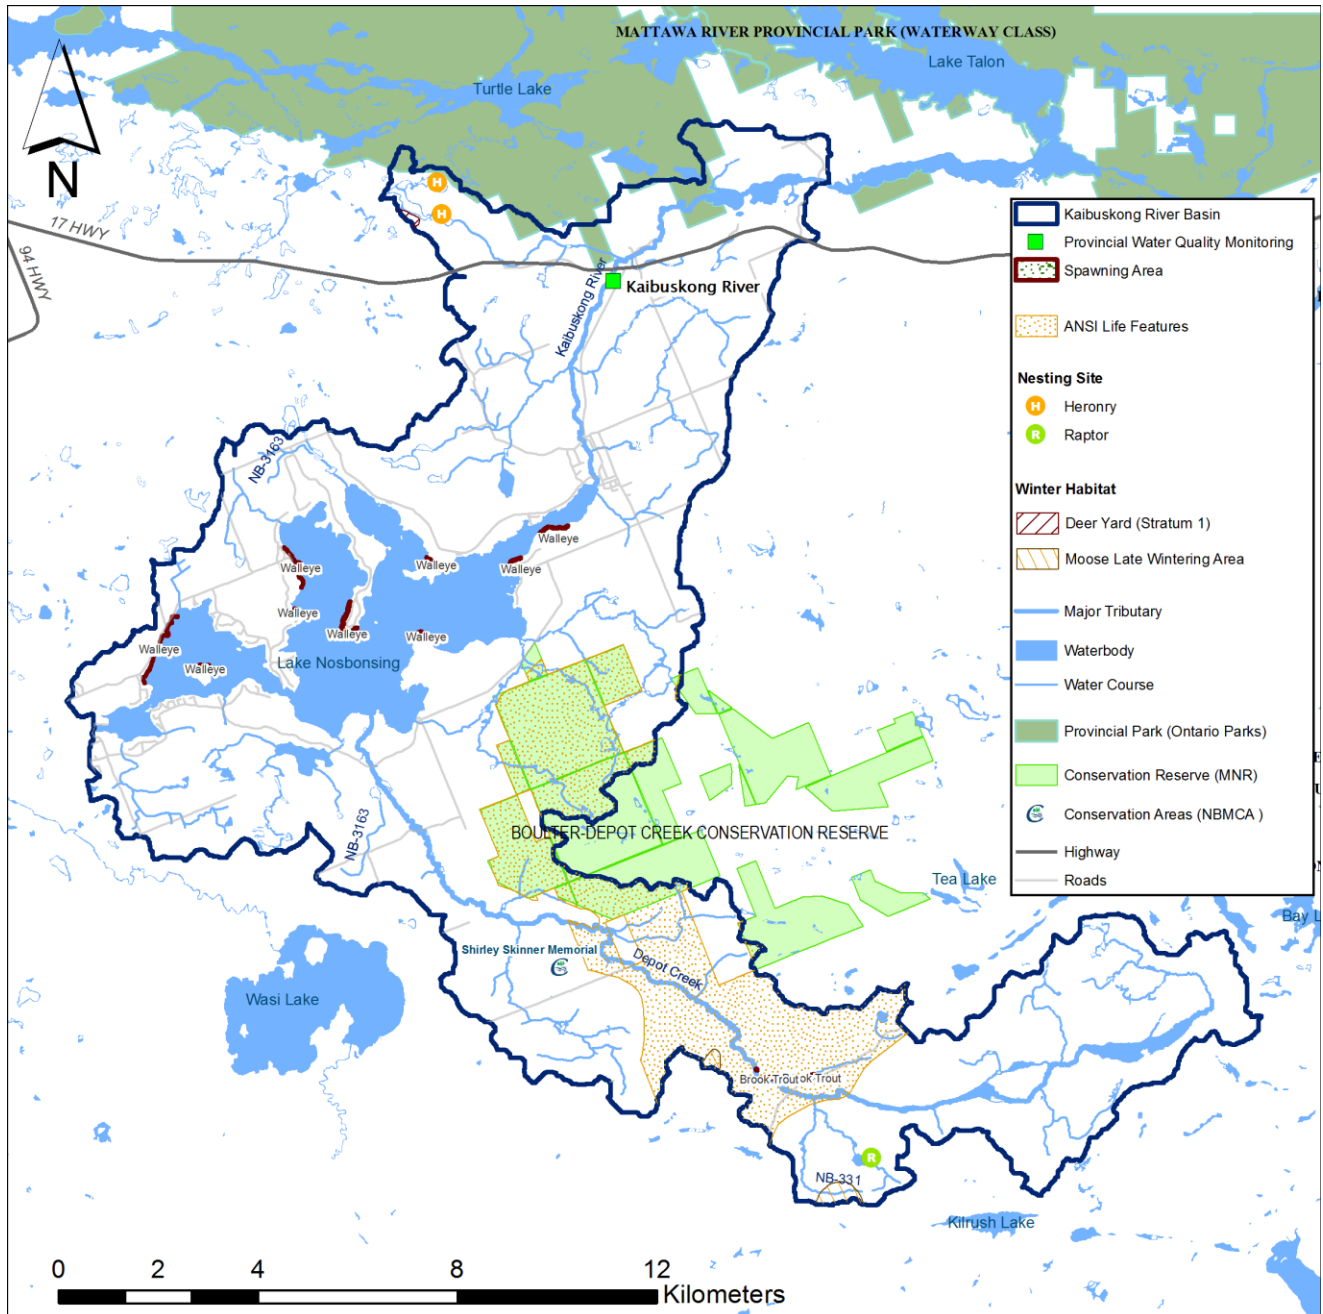 MATTAWA RIVER PROVINCIAL PARK (WATERWAY CLASS)
Lake Talon
Turtle Lake
N
H
H
17 HWY
94 HWY
Kaibuskong River
Kaibuskong River
NB-3163
Walleye
Walleye
Walleye
Walleye
Walleye
Walleye
Walleye
Walleye
Walleye
Lake Nosbonsing
NB-3163
BOULTER-DEPOT CREEK CONSERVATION RESERVE
Tea Lake
Shirley Skinner Memorial
Depot Creek
Wasi Lake
Brook Trout
ok Trout
R
NB-331
Kilrush Lake
Bay L
Kaibuskong River Basin
Provincial Water Quality Monitoring
Spawning Area
ANSI Life Features
Nesting Site
H Heronry
R Raptor
Winter Habitat
Deer Yard (Stratum 1)
Moose Late Wintering Area
Major Tributary
Waterbody
Water Course
Provincial Park (Ontario Parks)
Conservation Reserve (MNR)
Conservation Areas (NBMCA )
Highway
Roads
0 2 4 8 12
Kilometers